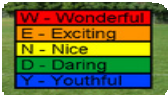 W - Wonderful
E - Exciting
N - Nice
D - Daring
Y - Youthful